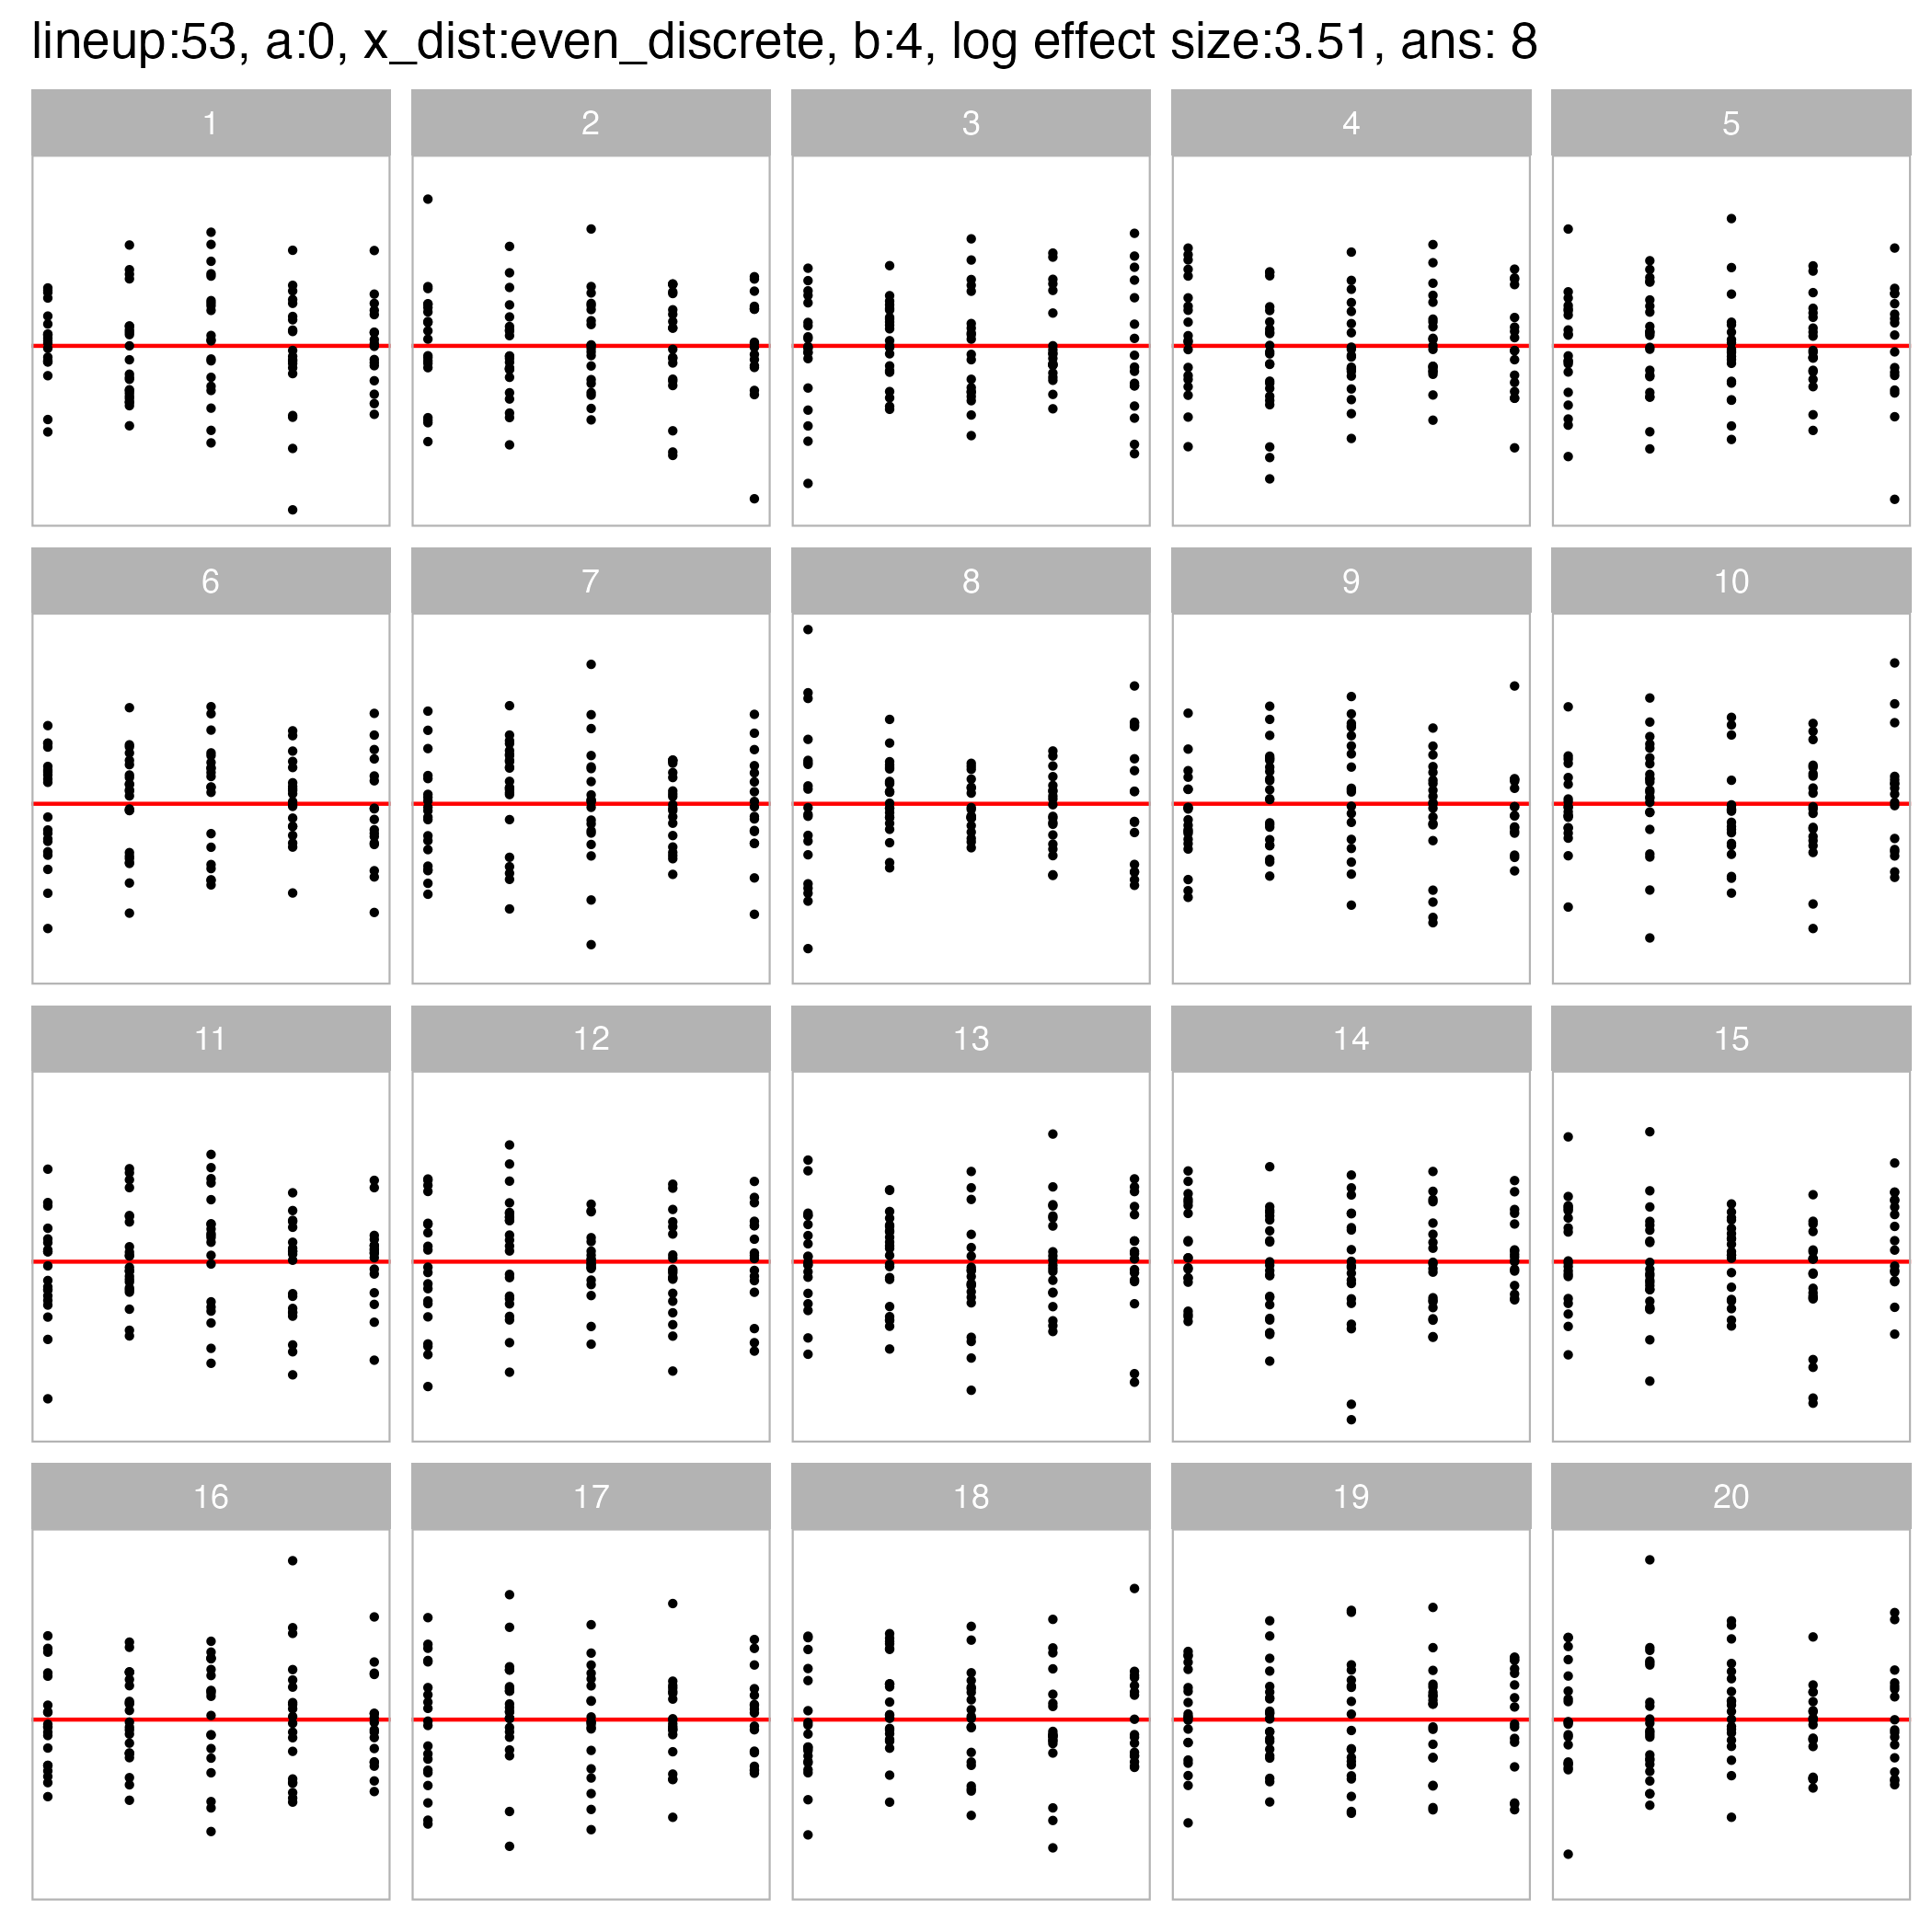 lineup:53, a:0, x_dist:even_discrete, b:4, log effect size:3.51, ans: 8
1 2 3 4 5
6 7 8 9 10
11 12 13 14 15
16 17 18 19 20